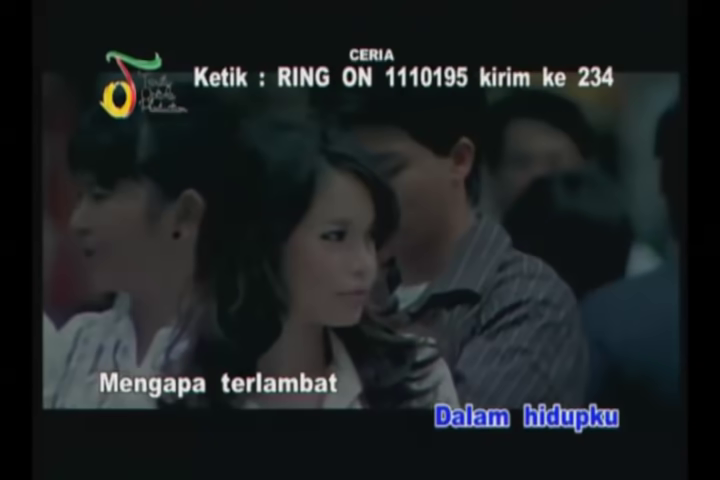 CERIA
Ketik : RING ON 1110195 kirim ke 234
Mengapa terlambat
Dalam hidupku